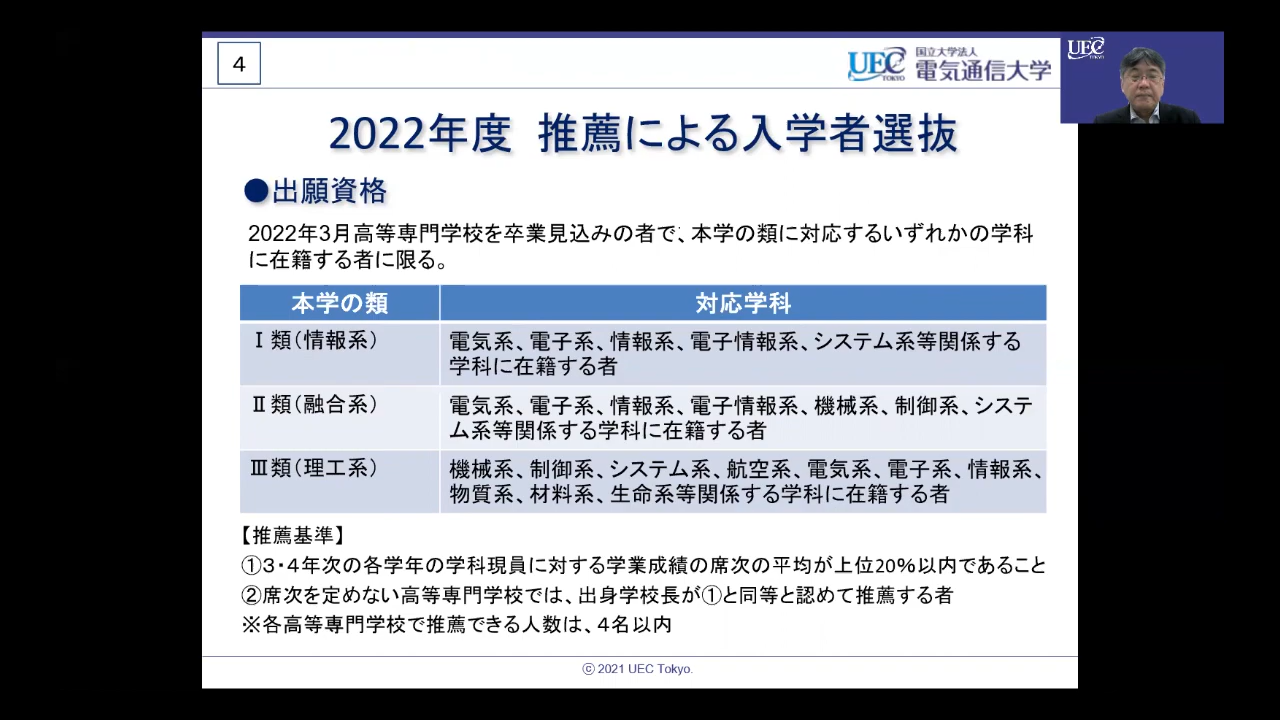 4
UEC TOKYO
国立大学法人
電気通信大学
UEC TOKYO
2022年度 推薦による入学者選抜
●出願資格
2022年3月高等専門学校を卒業見込みの者で、本学の類に対応するいずれかの学科
に在籍する者に限る。
本学の類 対応学科
Ⅰ類（情報系） 電気系、電子系、情報系、電子情報系、システム系等関係する
学科に在籍する者
Ⅱ類（融合系） 電気系、電子系、情報系、電子情報系、機械系、制御系、システ
ム系等関係する学科に在籍する者
Ⅲ類（理工系） 機械系、制御系、システム系、航空系、電気系、電子系、情報系、
物質系、材料系、生命系等関係する学科に在籍する者
【推薦基準】
①３・４年次の各学年の学科現員に対する学業成績の席次の平均が上位20％以内であること
②席次を定めない高等専門学校では、出身学校長が①と同等と認めて推薦する者
※各高等専門学校で推薦できる人数は、４名以内
ⓒ 2021 UEC Tokyo.